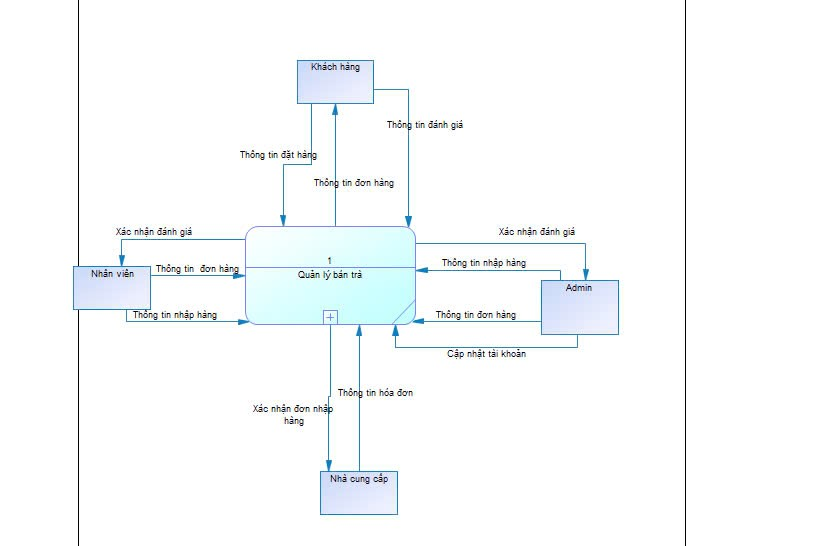 Khách hàng
Thông tin đánh giá
Thông tin đặt hàng
Thông tin đơn hàng
Xác nhận đánh giá
Xác nhận đánh giá
1
Quản lý bán trà
Nhân viên
Thông tin  đơn hàng
Thông tin nhập hàng
Admin
Thông tin nhập hàng
Thông tin đơn hàng
Cập nhật tài khoản
Thông tin hóa đơn
Xác nhận đơn nhập
hàng
Nhà cung cấp